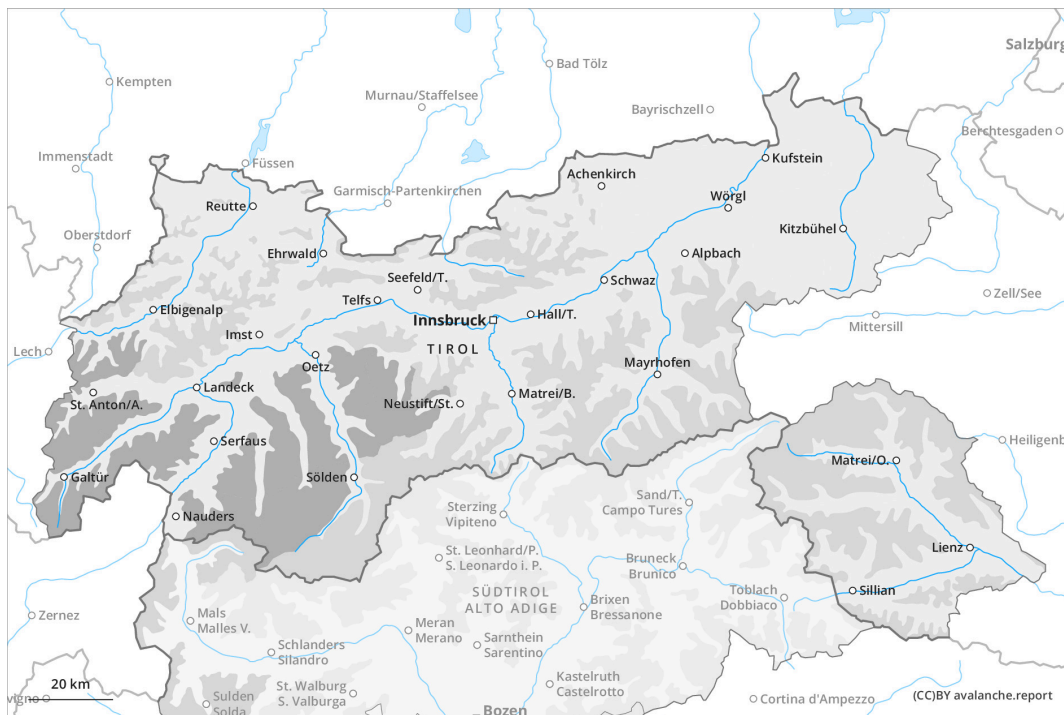 Salzburg
Kempten
Bad Tölz
Murnau/Staffelsee
Bayrischzell
Berchtesgaden
Immenstadt
Füssen
Kufstein
Achenkirch
Garmisch-Partenkirchen
Reutte
Wörgl
Oberstdorf
Kitzbühel
Ehrwald
Alpbach
Seefeld/T.
Schwaz
Telfs
Zell/See
Elbigenalp
Hall/T.
Innsbruck
Mittersill
Imst
TIROL
Lech
Oetz
Mayrhofen
Landeck
St. Anton/A.
Neustift/St.
Matrei/B.
Serfaus
Heiligenb
Matrei/O.
Galtür
Sölden
Sand/T.
Campo Tures
Sterzing
Vipiteno
Nauders
Lienz
St. Leonhard/P.
S. Leonardo i. P.
Bruneck
Brunico
SÜDTIROL
ALTO ADIGE
Sillian
Toblach
Dobbiaco
Brixen
Bressanone
Zernez
Mals
Malles V.
Meran
Merano
Sarnthein
Sarentino
Schlanders
Silandro
Kastelruth
Castelrotto
20 km
St. Walburg
S. Valburga
vigno
Sulden
Solda
Cortina d'Ampezzo
(CC)BY avalanche.report
Bozen